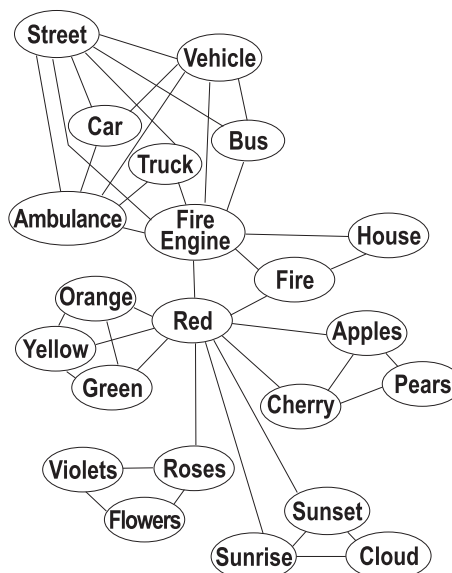 Street
Vehicle
Car
Bus
Truck
Ambulance
Fire
Engine
House
Fire
Orange
Red
Apples
Yellow
Green
Pears
Cherry
Violets
Roses
Flowers
Sunset
Sunrise
Cloud